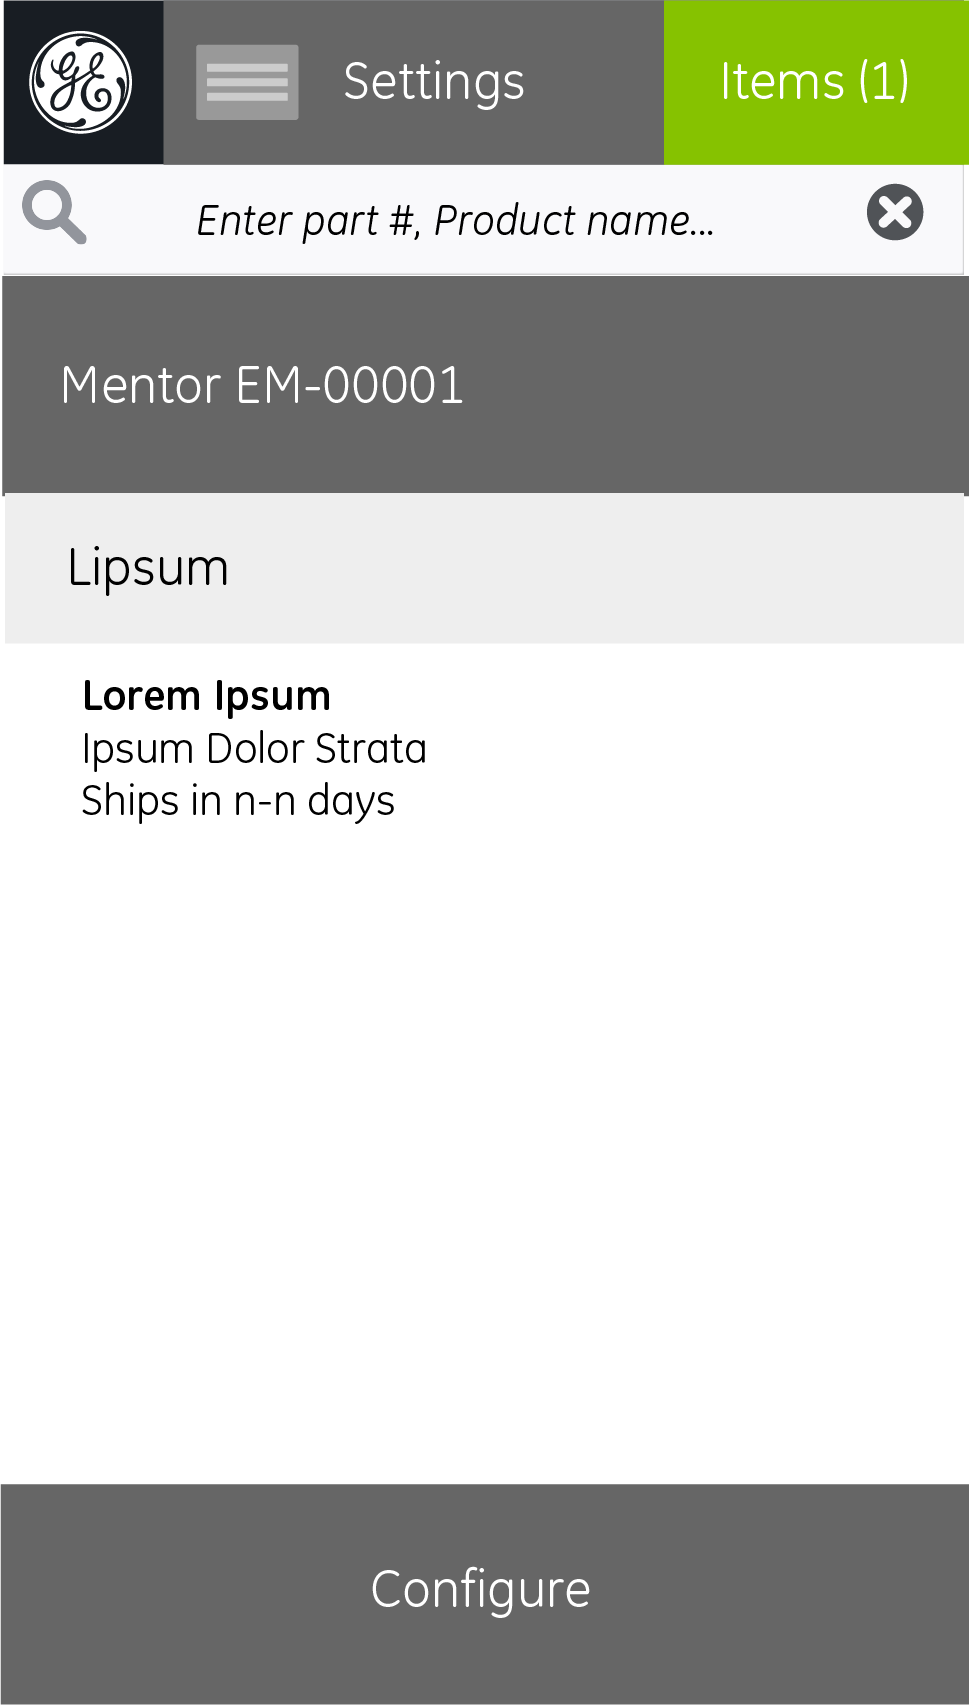 GE
Settings
Items (1)
Enter part #, Product name...
Mentor EM-00001
Lipsum
Lorem Ipsum
Ipsum Dolor Strata
Ships in n-n days
Configure